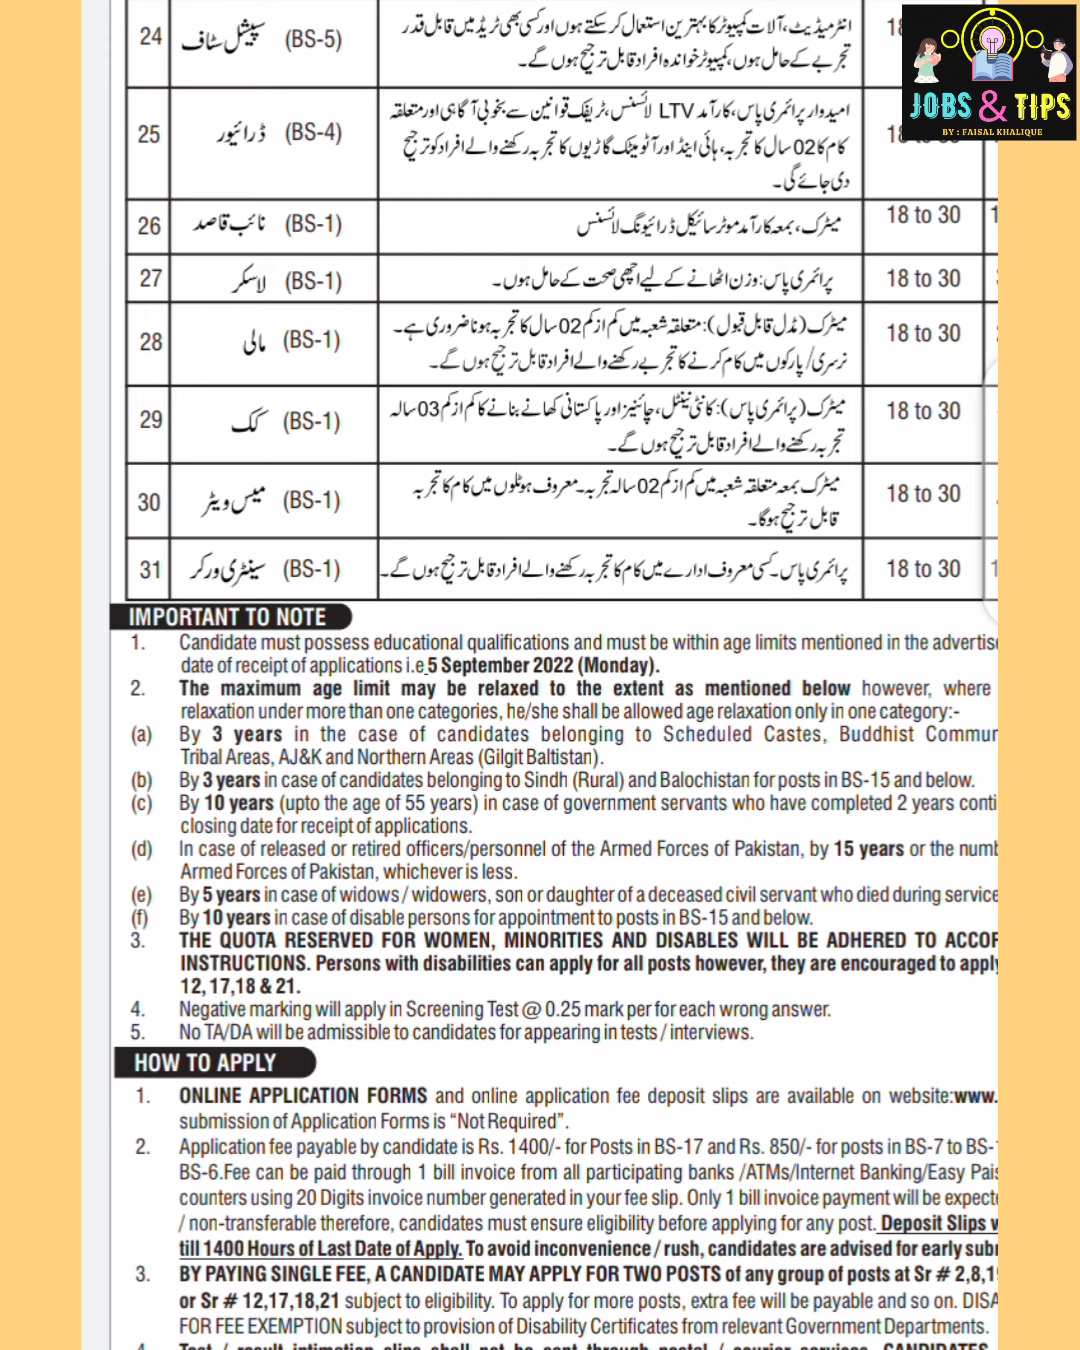 JOBS & TIPS
BY : FAISAL KHALIQUE
24 سپیشل سٹاف (BS-5) انٹرمیڈیٹ، آلات کمپیوٹر کا بہترین استعمال کر سکتے ہوں اور کسی بھی ٹریڈ میں قابل قدر
تجربے کے حامل ہوں، کمپیوٹر خواندہ افراد قابل ترجیح ہوں گے۔
25 ڈرائیور (BS-4) امیدوار پرائمری پاس، کارآمد LTV لائسنس، ٹریفک قوانین سے بخوبی آگاہی اور متعلقہ
کام کا 02 سال کا تجربہ، ہائی اینڈ اور آٹومیٹک گاڑیوں کا تجربہ رکھنے والے افراد کو ترجیح
دی جائے گی۔
26 نائب قاصد (BS-1) میٹرک، بمعہ کارآمد موٹر سائیکل ڈرائیونگ لائسنس 18 to 30
27 لاسکر (BS-1) پرائمری پاس: وزن اٹھانے کے لیے اچھی صحت کے حامل ہوں۔ 18 to 30
28 مالی (BS-1) میٹرک (مڈل قابل قبول): متعلقہ شعبہ میں کم از کم 02 سال کا تجربہ ہونا ضروری ہے۔ 18 to 30
نرسری/پارکوں میں کام کرنے کا تجربے رکھنے والے افراد قابل ترجیح ہوں گے۔
29 کک (BS-1) میٹرک (پرائمری پاس): کانٹی نینٹل، چائنیز اور پاکستانی کھانے بنانے کا کم از کم 03 سالہ 18 to 30
تجربہ رکھنے والے افراد قابل ترجیح ہوں گے۔
30 میس ویٹر (BS-1) میٹرک بمعہ متعلقہ شعبہ میں کم از کم 02 سالہ تجربہ۔ معروف ہوٹلوں میں کام کا تجربہ 18 to 30
قابل ترجیح ہوگا۔
31 سینٹری ورکر (BS-1) پرائمری پاس۔ کسی معروف ادارے میں کام کا تجربہ رکھنے والے افراد قابل ترجیح ہوں گے۔ 18 to 30
IMPORTANT TO NOTE
1. Candidate must possess educational qualifications and must be within age limits mentioned in the advertise
date of receipt of applications i.e 5 September 2022 (Monday).
2. The maximum age limit may be relaxed to the extent as mentioned below however, where
relaxation under more than one categories, he/she shall be allowed age relaxation only in one category:-
(a) By 3 years in the case of candidates belonging to Scheduled Castes, Buddhist Commun
Tribal Areas, AJ&K and Northern Areas (Gilgit Baltistan).
(b) By 3 years in case of candidates belonging to Sindh (Rural) and Balochistan for posts in BS-15 and below.
(c) By 10 years (upto the age of 55 years) in case of government servants who have completed 2 years conti
closing date for receipt of applications.
(d) In case of released or retired officers/personnel of the Armed Forces of Pakistan, by 15 years or the numb
Armed Forces of Pakistan, whichever is less.
(e) By 5 years in case of widows / widowers, son or daughter of a deceased civil servant who died during service
(f) By 10 years in case of disable persons for appointment to posts in BS-15 and below.
3. THE QUOTA RESERVED FOR WOMEN, MINORITIES AND DISABLES WILL BE ADHERED TO ACCOR
INSTRUCTIONS. Persons with disabilities can apply for all posts however, they are encouraged to apply
12, 17,18 & 21.
4. Negative marking will apply in Screening Test @ 0.25 mark per for each wrong answer.
5. No TA/DA will be admissible to candidates for appearing in tests / interviews.
HOW TO APPLY
1. ONLINE APPLICATION FORMS and online application fee deposit slips are available on website:www.
submission of Application Forms is “Not Required”.
2. Application fee payable by candidate is Rs. 1400/- for Posts in BS-17 and Rs. 850/- for posts in BS-7 to BS-1
BS-6.Fee can be paid through 1 bill invoice from all participating banks /ATMs/Internet Banking/Easy Pais
counters using 20 Digits invoice number generated in your fee slip. Only 1 bill invoice payment will be expecte
/ non-transferable therefore, candidates must ensure eligibility before applying for any post. Deposit Slips w
till 1400 Hours of Last Date of Apply. To avoid inconvenience / rush, candidates are advised for early subm
3. BY PAYING SINGLE FEE, A CANDIDATE MAY APPLY FOR TWO POSTS of any group of posts at Sr # 2,8,19
or Sr # 12,17,18,21 subject to eligibility. To apply for more posts, extra fee will be payable and so on. DISA
FOR FEE EXEMPTION subject to provision of Disability Certificates from relevant Government Departments.
4. Test / result intimation slips shall not be sent through postal / courier services. CANDIDATES